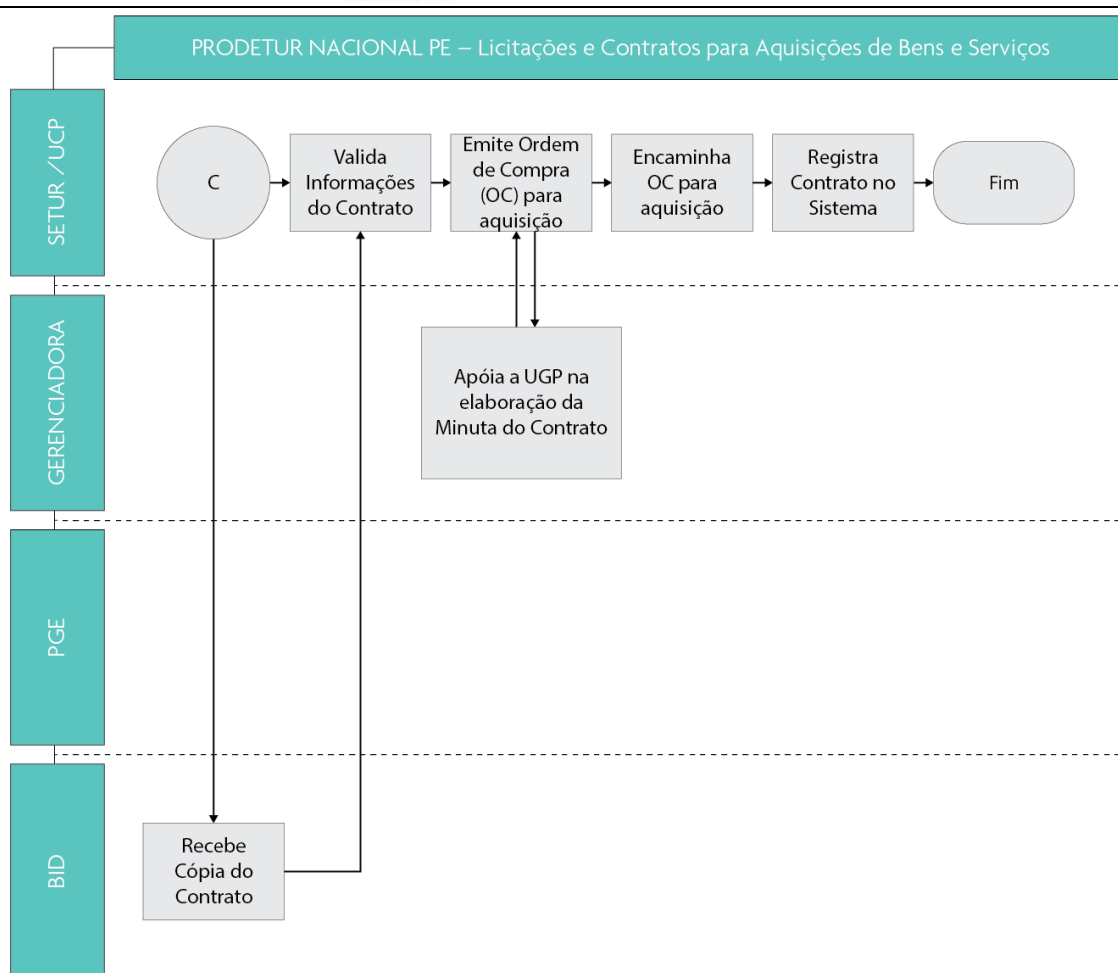 PRODETUR NACIONAL PE – Licitações e Contratos para Aquisições de Bens e Serviços
SETUR /UCP
C
Valida
Informações
do Contrato
Emite Ordem
de Compra
(OC) para
aquisição
Encaminha
OC para
aquisição
Registra
Contrato no
Sistema
Fim
GERENCIADORA
Apóia a UGP na
elaboração da
Minuta do Contrato
PGE
BID
Recebe
Cópia do
Contrato